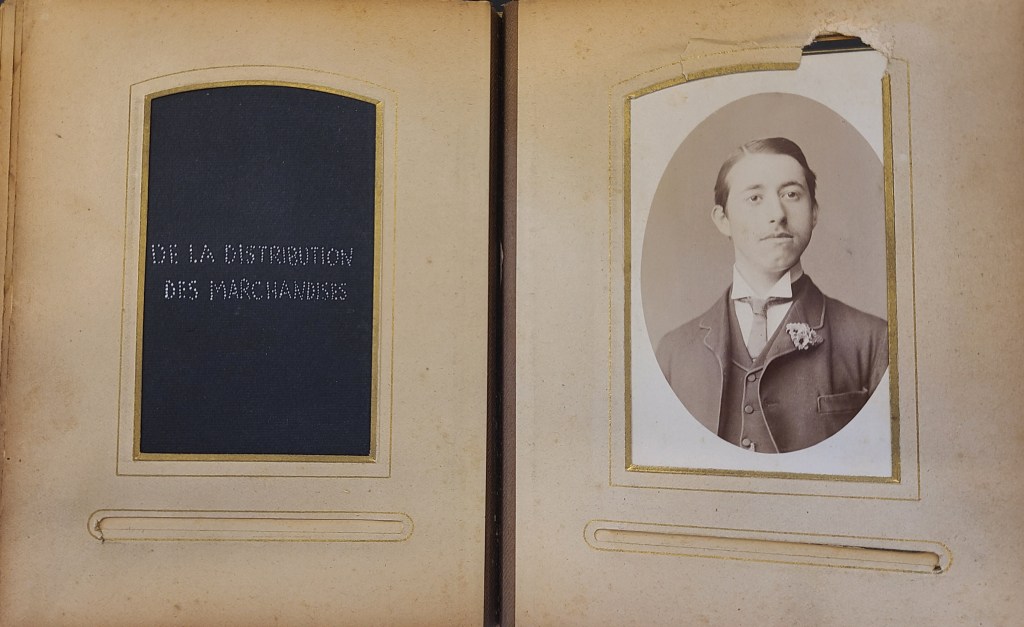 DE LA DISTRIBUTION
DES MARCHANDISES